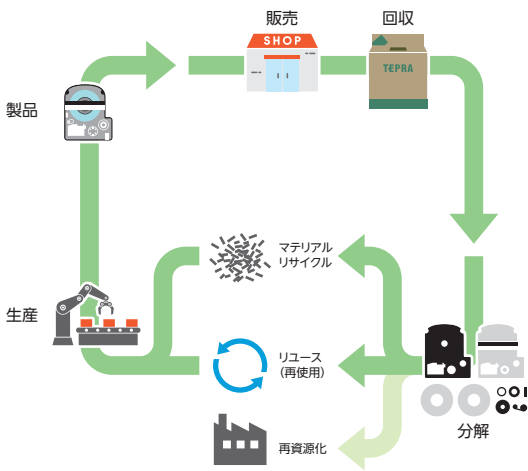 販売
回収
SHOP
TEPRA
製品
マテリアル
リサイクル
生産
リユース
(再使用)
分解
再資源化